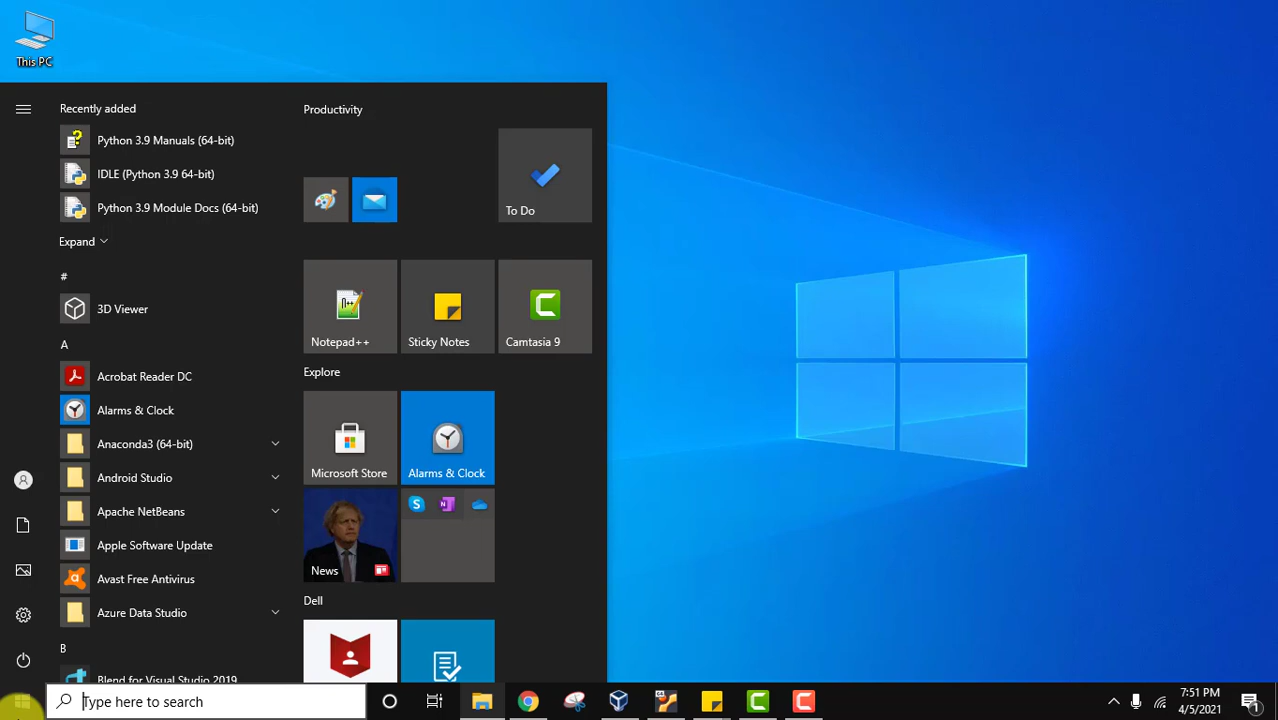 This PC
Recently added
Python 3.9 Manuals (64-bit)
IDLE (Python 3.9 64-bit)
Python 3.9 Module Docs (64-bit)
Expand
#
3D Viewer
A
Acrobat Reader DC
Alarms & Clock
Anaconda3 (64-bit)
Android Studio
Apache NetBeans
Apple Software Update
Avast Free Antivirus
Azure Data Studio
B
Blend for Visual Studio 2019
Productivity
To Do
Notepad++
Sticky Notes
Camtasia 9
Explore
Microsoft Store
Alarms & Clock
News
Dell
Type here to search
7:51 PM
4/5/2021
1